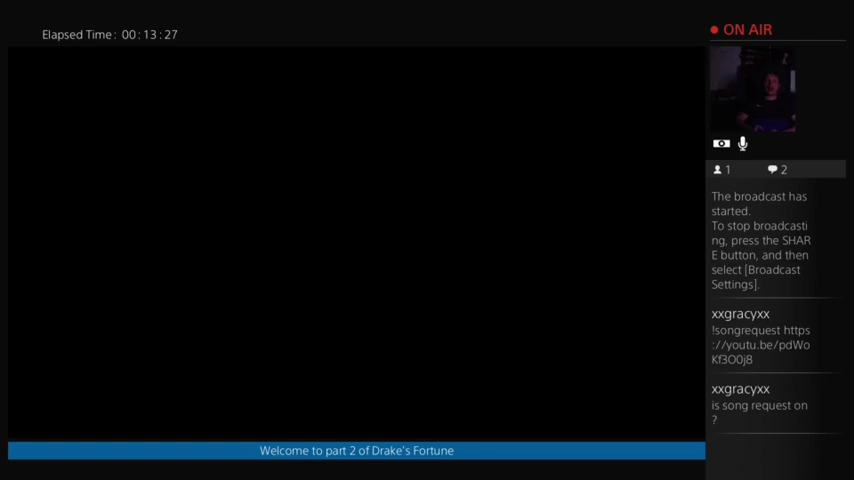 Elapsed Time: 00:13:27
ON AIR
1 2
The broadcast has
started.
To stop broadcasti
ng, press the SHAR
E button, and then
select [Broadcast
Settings].
xxgracyxx
!songrequest https
://youtu.be/pdWo
Kf3O0j8
xxgracyxx
is song request on
?
Welcome to part 2 of Drake's Fortune